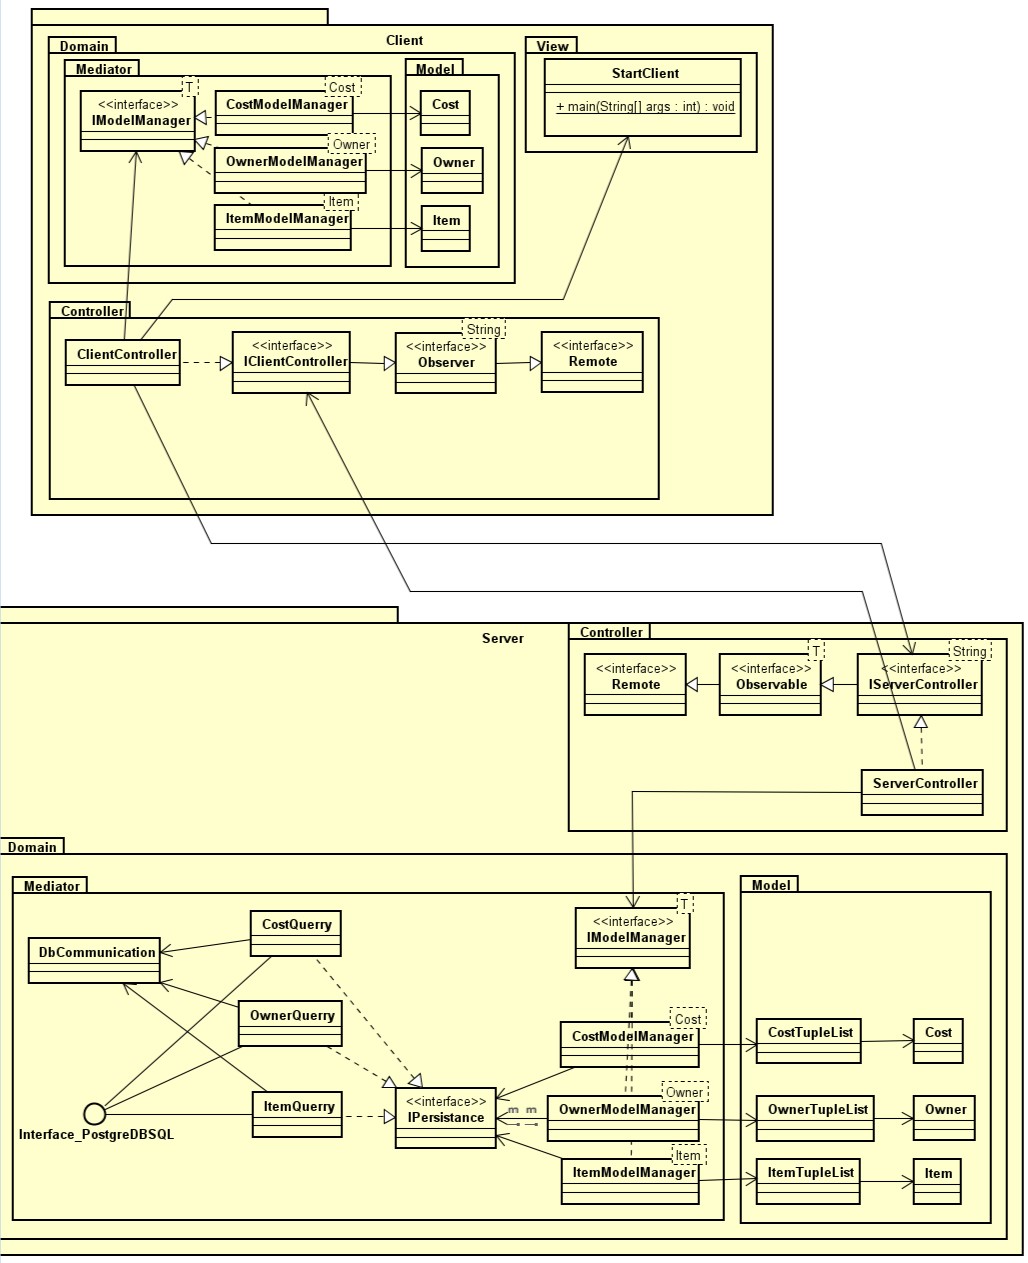 Client
Domain
View
Mediator
Model
StartClient
+ main(String[] args : int) : void
T
<<interface>>
IModelManager
Cost
CostModelManager
Cost
Owner
OwnerModelManager
Owner
Item
ItemModelManager
Item
Controller
ClientController
<<interface>>
IClientController
String
<<interface>>
Observer
<<interface>>
Remote
Server
Controller
<<interface>>
Remote
T
<<interface>>
Observable
String
<<interface>>
IServerController
ServerController
Domain
Mediator
Model
DbCommunication
CostQuerry
OwnerQuerry
ItemQuerry
Interface_PostgreDBSQL
<<interface>>
IPersistance
T
<<interface>>
IModelManager
Cost
CostModelManager
CostTupleList
Cost
Owner
OwnerModelManager
OwnerTupleList
Owner
Item
ItemModelManager
ItemTupleList
Item